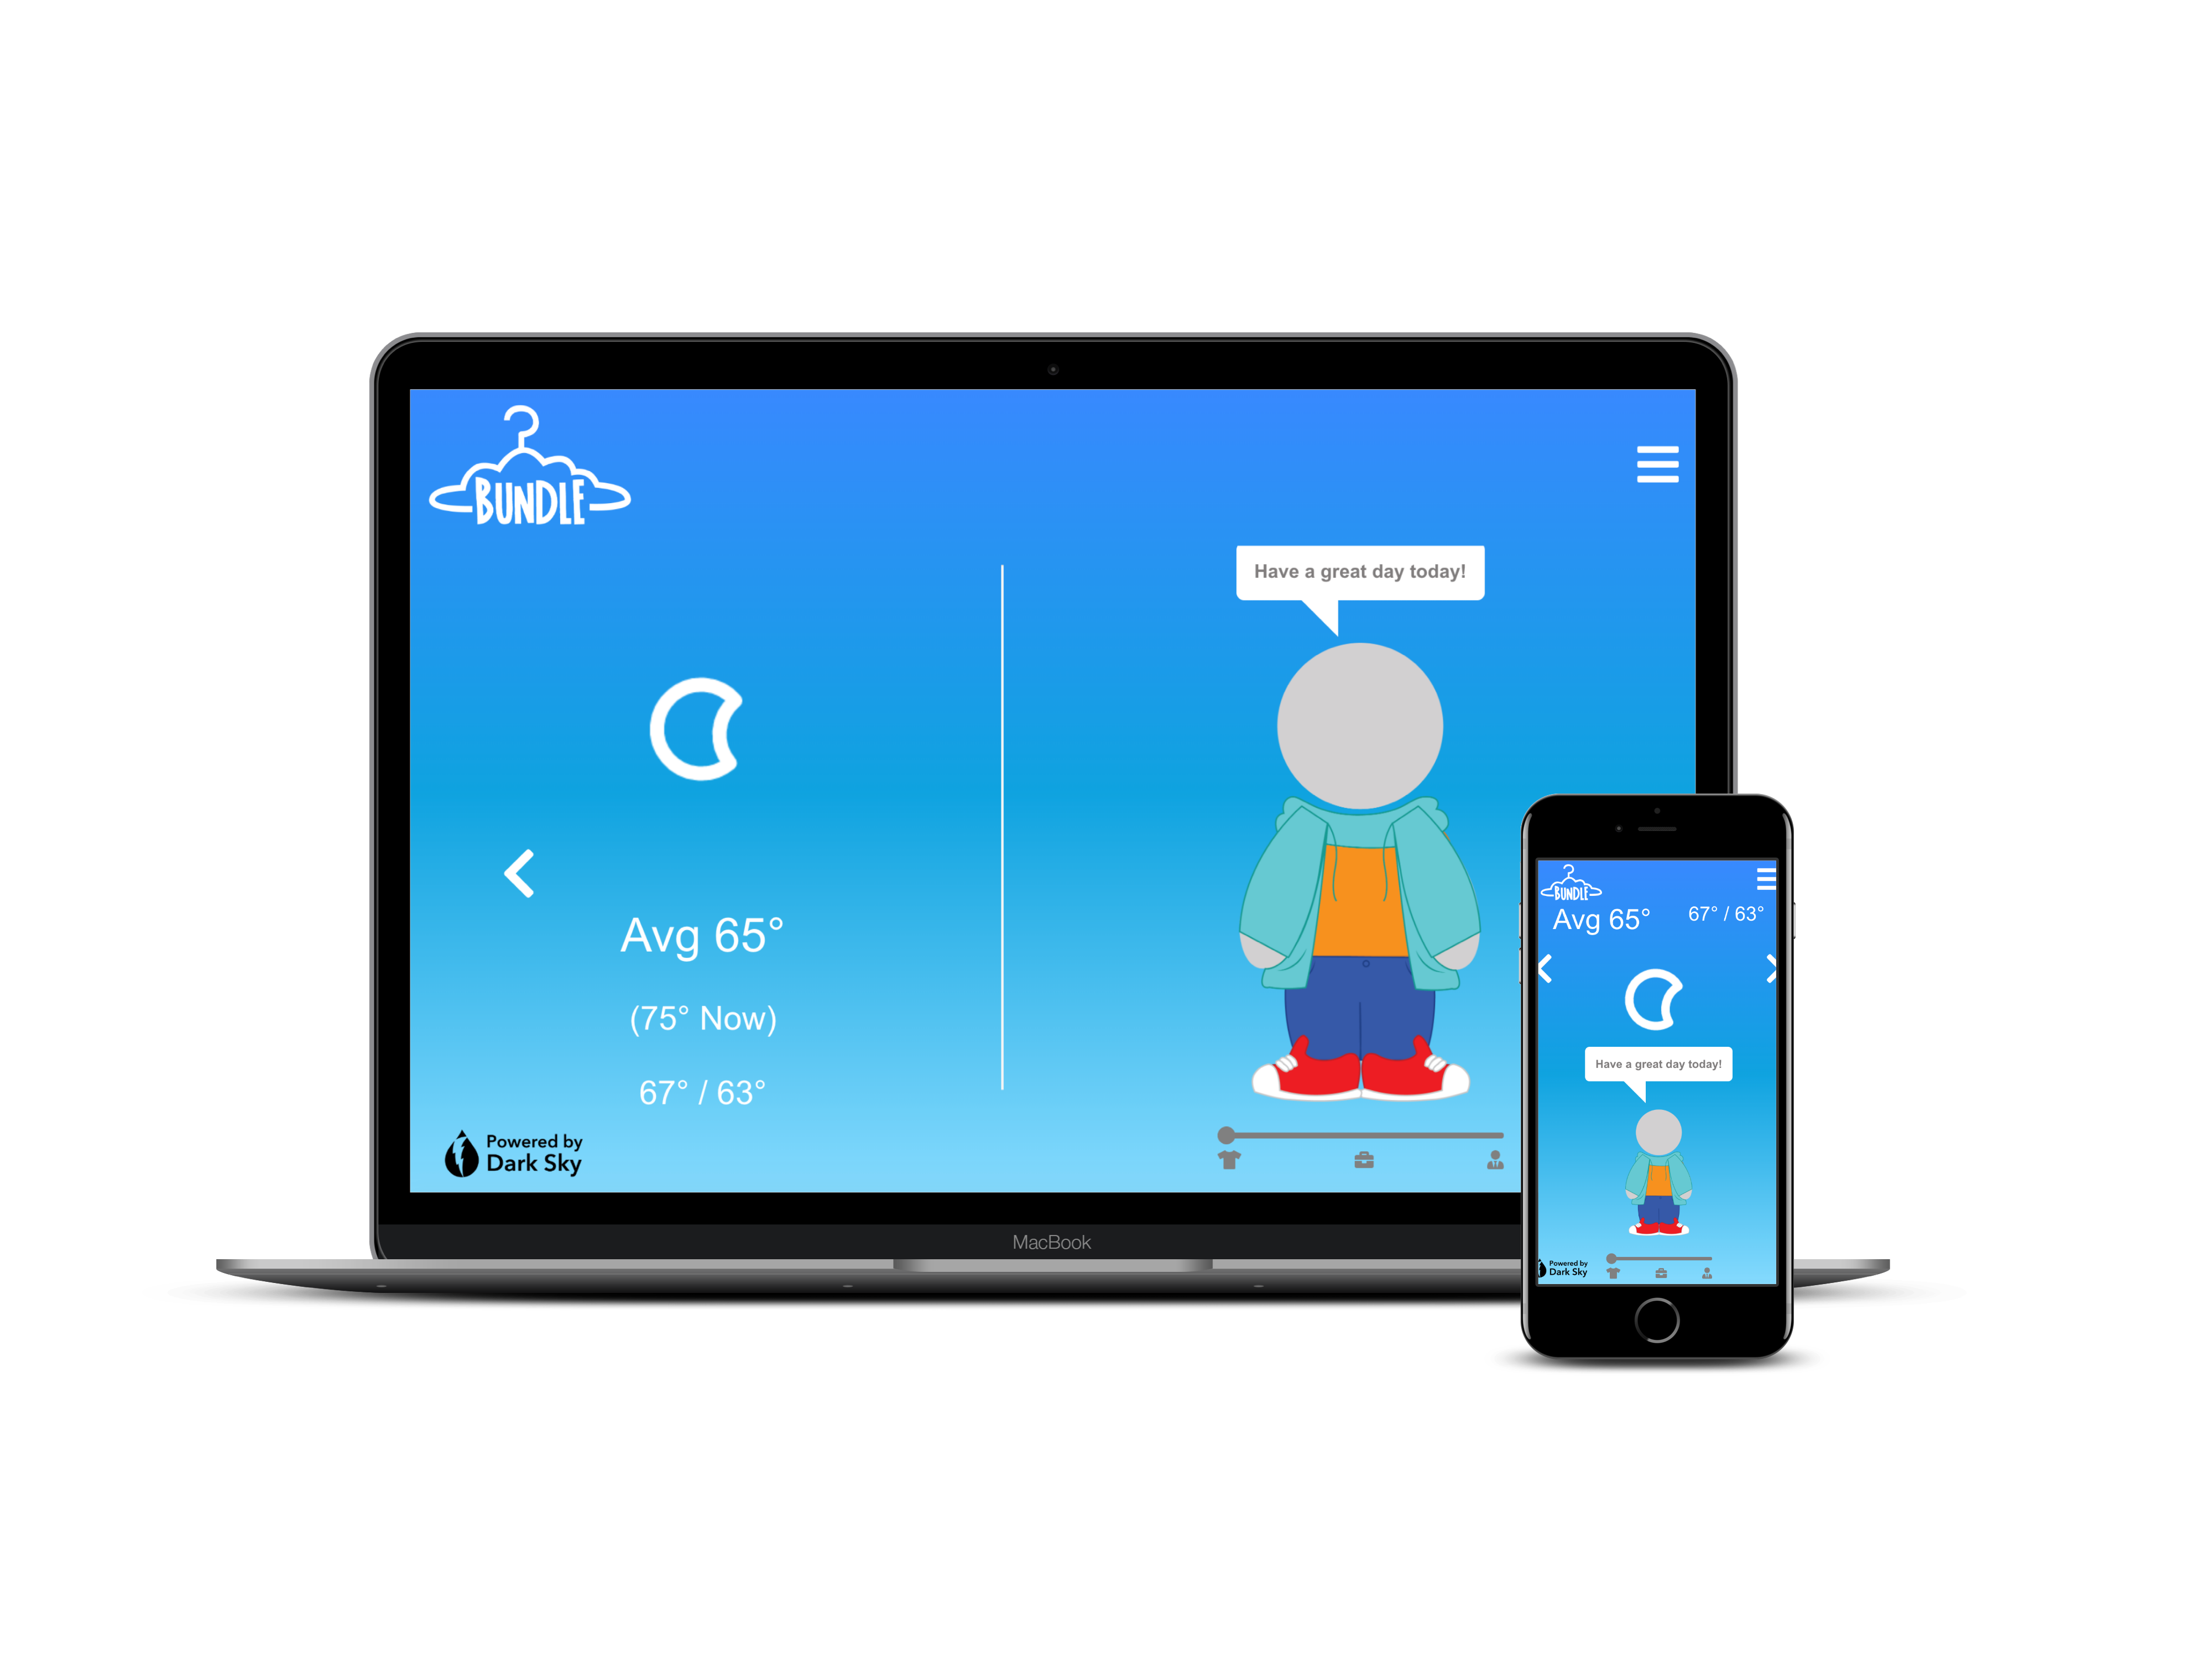 BUNDLE
Have a great day today!
Avg 65°
(75° Now)
67° / 63°
Powered by
Dark Sky
MacBook
BUNDLE
Avg 65°
67° / 63°
Have a great day today!
Powered by
Dark Sky